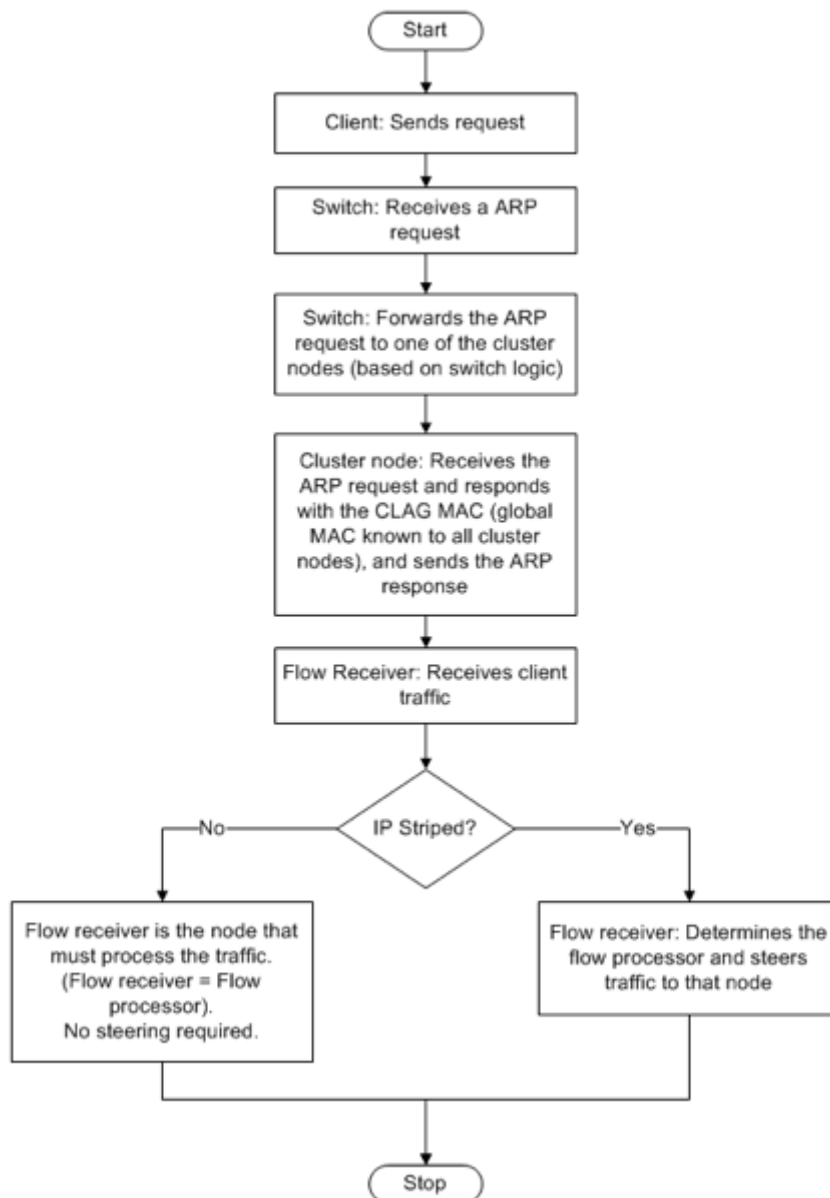 Start
Client: Sends request
Switch: Receives a ARP
request
Switch: Forwards the ARP
request to one of the cluster
nodes (based on switch logic)
Cluster node: Receives the
ARP request and responds
with the CLAG MAC (global
MAC known to all cluster
nodes), and sends the ARP
response
Flow Receiver: Receives client
traffic
IP Striped?
No
Yes
Flow receiver is the node that
must process the traffic.
(Flow receiver = Flow
processor).
No steering required.
Flow receiver: Determines the
flow processor and steers
traffic to that node
Stop